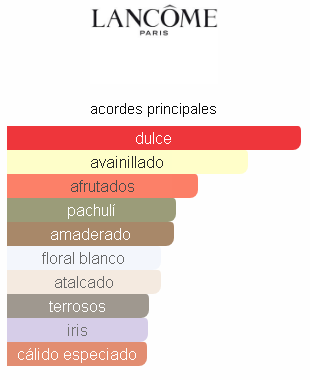 LANCÔME
PARIS
acordes principales
dulce
avainillado
afrutados
pachulí
amaderado
floral blanco
atalcado
terrosos
iris
cálido especiado